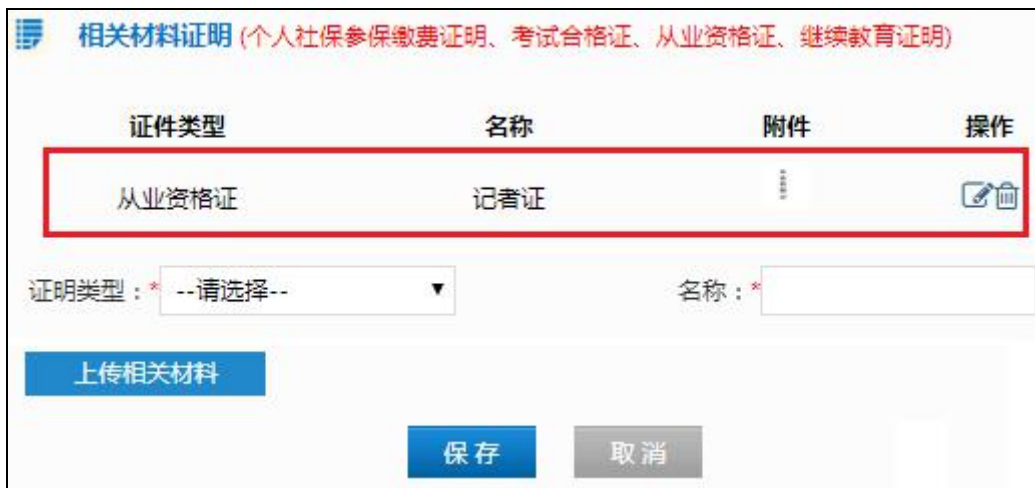 相关材料证明 (个人社保参保缴费证明、考试合格证、从业资格证、继续教育证明)
证件类型 名称 附件 操作
从业资格证 记者证
证明类型：* --请选择-- 名称：*
上传相关材料
保存 取消